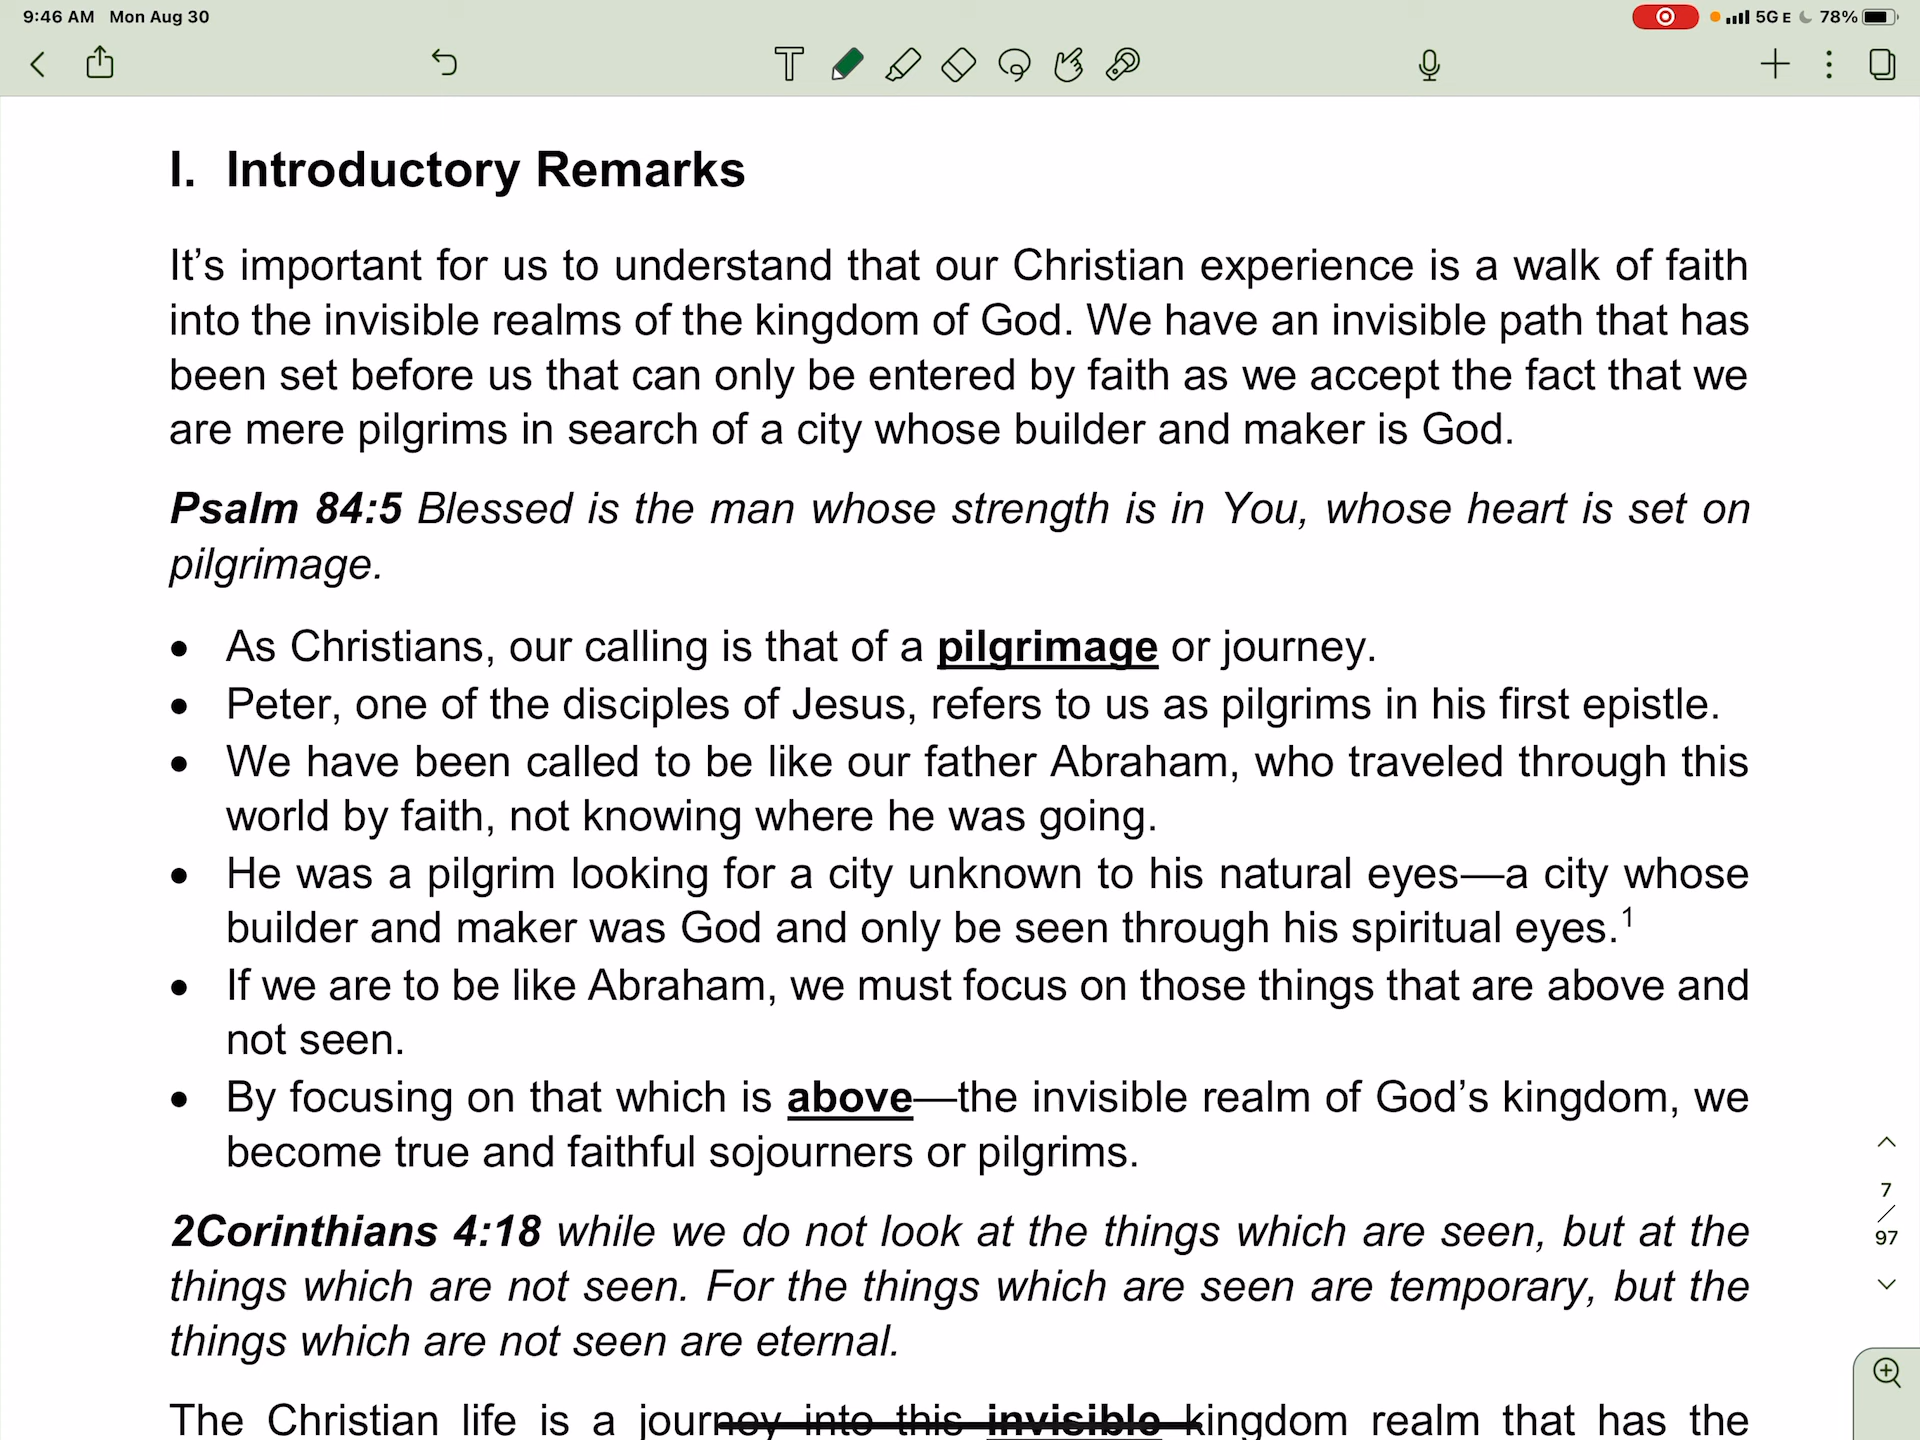 9:46 AM Mon Aug 30
5G E 78%
I. Introductory Remarks
It’s important for us to understand that our Christian experience is a walk of faith
into the invisible realms of the kingdom of God. We have an invisible path that has
been set before us that can only be entered by faith as we accept the fact that we
are mere pilgrims in search of a city whose builder and maker is God.
Psalm 84:5 Blessed is the man whose strength is in You, whose heart is set on
pilgrimage.
• As Christians, our calling is that of a pilgrimage or journey.
• Peter, one of the disciples of Jesus, refers to us as pilgrims in his first epistle.
• We have been called to be like our father Abraham, who traveled through this
world by faith, not knowing where he was going.
• He was a pilgrim looking for a city unknown to his natural eyes—a city whose
builder and maker was God and only be seen through his spiritual eyes.1
• If we are to be like Abraham, we must focus on those things that are above and
not seen.
• By focusing on that which is above—the invisible realm of God’s kingdom, we
become true and faithful sojourners or pilgrims.
7
/
97
2Corinthians 4:18 while we do not look at the things which are seen, but at the
things which are not seen. For the things which are seen are temporary, but the
things which are not seen are eternal.
The Christian life is a journey into this invisible kingdom realm that has the